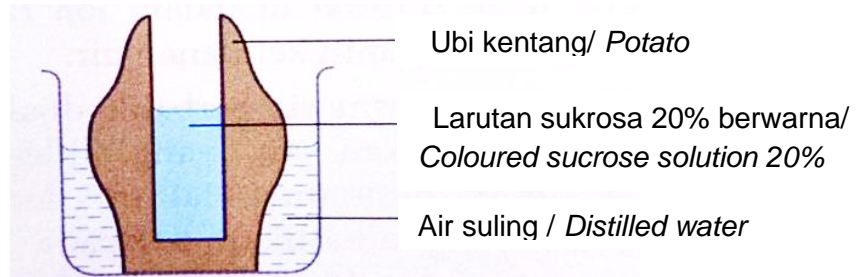 Ubi kentang/ Potato
Larutan sukrosa 20% berwarna/
Coloured sucrose solution 20%
Air suling / Distilled water